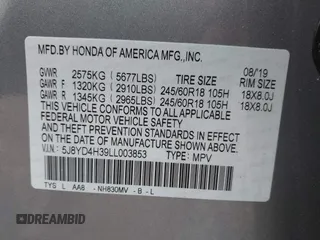 MFD.BY HONDA OF AMERICA MFG.,INC.
08/19
GVWR 2575KG (5677LBS) TIRE SIZE RIM SIZE
GAWR F 1320KG (2910LBS) 245/60R18 105H 18X8.0J
GAWR R 1345KG (2965LBS) 245/60R18 105H 18X8.0J
THIS VEHICLE CONFORMS TO ALL APPLICABLE
FEDERAL MOTOR VEHICLE SAFETY AND
THEFT PREVENTION STANDARDS IN EFFECT ON
THE DATE OF MANUFACTURE SHOWN ABOVE.
V.I.N: 5J8YD4H39LL003853 TYPE: MPV
TYS L AA8 -NH830MV -B -L
DREAMBID